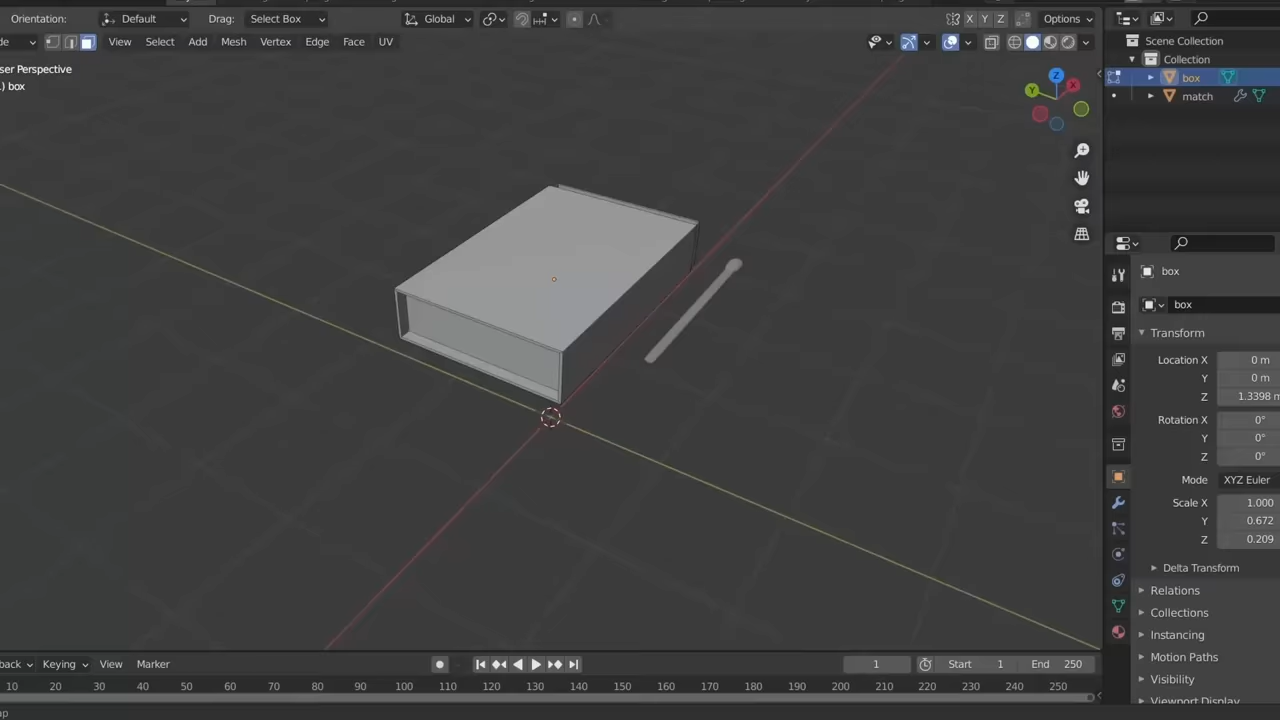 Orientation: Default Drag: Select Box Global X Y Z Options
de View Select Add Mesh Vertex Edge Face UV
ser Perspective
.) box
Z
X
Y
Scene Collection
Collection
box
match
box
box
Transform
Location X 0 m
Y 0 m
Z 1.3398 m
Rotation X 0°
Y 0°
Z 0°
Mode XYZ Euler
Scale X 1.000
Y 0.672
Z 0.209
Delta Transform
Relations
Collections
Instancing
Motion Paths
Visibility
Viewport Display
back Keying View Marker 1 Start 1 End 250
10 20 30 40 50 60 70 80 90 100 110 120 130 140 150 160 170 180 190 200 210 220 230 240 250